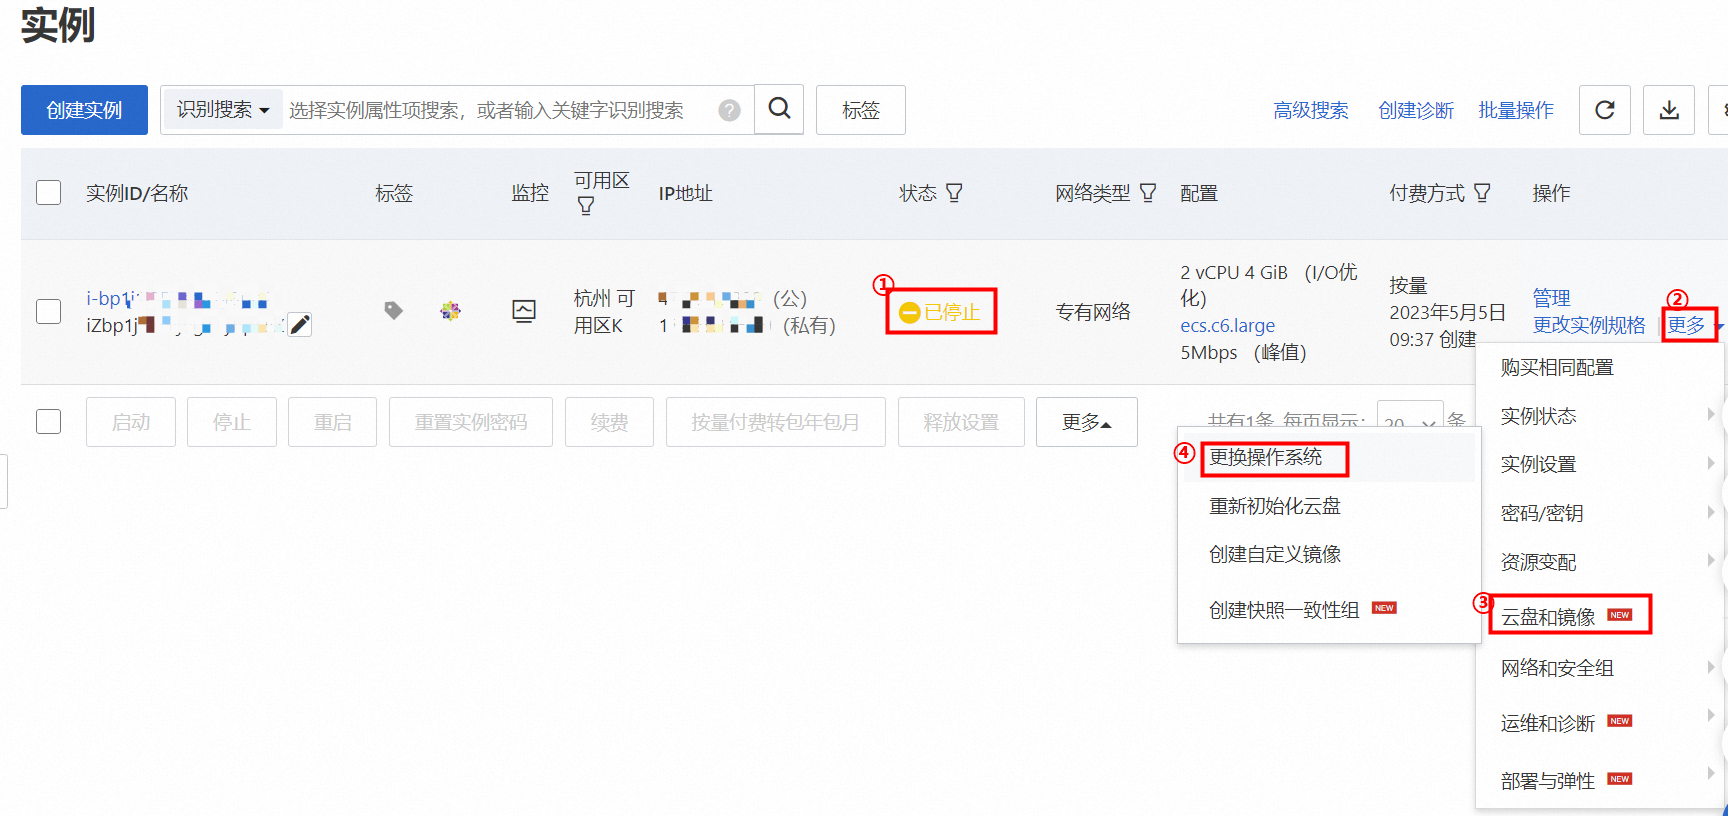 实例
创建实例
识别搜索
选择实例属性项搜索，或者输入关键字识别搜索
?
标签
高级搜索
创建诊断
批量操作
实例ID/名称
标签
监控
可用区
IP地址
状态
网络类型
配置
付费方式
操作
i-bp1
iZbp1j
杭州 可
用区K
4 (公)
1 (私有)
①
已停止
专有网络
2 vCPU 4 GiB （I/O优
化）
ecs.c6.large
5Mbps （峰值）
按量
2023年5月5日
09:37 创建
管理
更改实例规格
②
更多
启动
停止
重启
重置实例密码
续费
按量付费转包年包月
释放设置
更多
共有1条，每页显示：
20
条
④
更换操作系统
重新初始化云盘
创建自定义镜像
创建快照一致性组 NEW
购买相同配置
实例状态
实例设置
密码/密钥
资源变配
③
云盘和镜像 NEW
网络和安全组
运维和诊断 NEW
部署与弹性 NEW